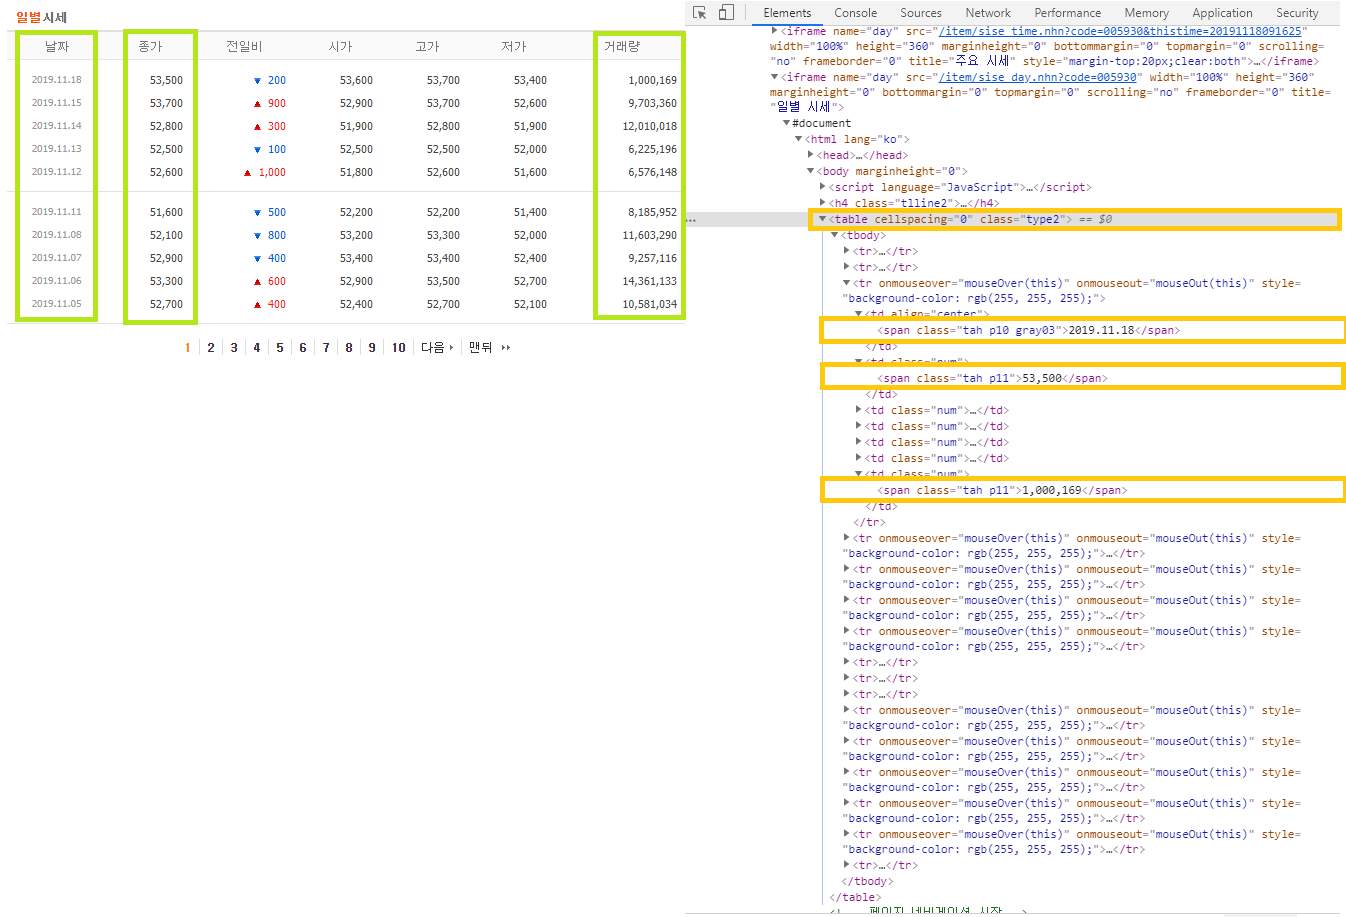 일별 시세
날짜 종가 전일비 시가 고가 저가 거래량
2019.11.18 53,500 ▼ 200 53,600 53,700 53,400 1,000,169
2019.11.15 53,700 ▲ 900 52,900 53,700 52,600 9,703,360
2019.11.14 52,800 ▲ 300 51,900 52,800 51,900 12,010,018
2019.11.13 52,500 ▼ 100 52,500 52,500 52,000 6,225,196
2019.11.12 52,600 ▲ 1,000 51,800 52,600 51,600 6,576,148
2019.11.11 51,600 ▼ 500 52,200 52,200 51,400 8,185,952
2019.11.08 52,100 ▼ 800 53,200 53,300 52,000 11,603,290
2019.11.07 52,900 ▼ 400 53,400 53,400 52,400 9,257,116
2019.11.06 53,300 ▲ 600 52,900 53,500 52,700 14,361,133
2019.11.05 52,700 ▲ 400 52,400 52,700 52,100 10,581,034
1 2 3 4 5 6 7 8 9 10 다음 맨뒤
Elements Console Sources Network Performance Memory Application Security
<iframe name="day" src="/item/sise_time.nhn?code=005930&thistime=20191118091625"
width="100%" height="360" marginheight="0" bottommargin="0" topmargin="0" scrolling=
"no" frameborder="0" title="주요 시세" style="margin-top:20px;clear:both">…</iframe>
<iframe name="day" src="/item/sise_day.nhn?code=005930" width="100%" height="360"
marginheight="0" bottommargin="0" topmargin="0" scrolling="no" frameborder="0" title=
"일별 시세">
#document
<html lang="ko">
<head>…</head>
<body marginheight="0">
<script language="JavaScript">…</script>
<h4 class="tlline2">…</h4>
<table cellspacing="0" class="type2"> == $0
<tbody>
<tr>…</tr>
<tr>…</tr>
<tr onmouseover="mouseOver(this)" onmouseout="mouseOut(this)" style=
"background-color: rgb(255, 255, 255);">
<td align="center">
<span class="tah p10 gray03">2019.11.18</span>
</td>
<td class="num">
<span class="tah p11">53,500</span>
</td>
<td class="num">…</td>
<td class="num">…</td>
<td class="num">…</td>
<td class="num">…</td>
<td class="num">
<span class="tah p11">1,000,169</span>
</td>
</tr>
<tr onmouseover="mouseOver(this)" onmouseout="mouseOut(this)" style=
"background-color: rgb(255, 255, 255);">…</tr>
<tr onmouseover="mouseOver(this)" onmouseout="mouseOut(this)" style=
"background-color: rgb(255, 255, 255);">…</tr>
<tr onmouseover="mouseOver(this)" onmouseout="mouseOut(this)" style=
"background-color: rgb(255, 255, 255);">…</tr>
<tr onmouseover="mouseOver(this)" onmouseout="mouseOut(this)" style=
"background-color: rgb(255, 255, 255);">…</tr>
<tr>…</tr>
<tr>…</tr>
<tr>…</tr>
<tr onmouseover="mouseOver(this)" onmouseout="mouseOut(this)" style=
"background-color: rgb(255, 255, 255);">…</tr>
<tr onmouseover="mouseOver(this)" onmouseout="mouseOut(this)" style=
"background-color: rgb(255, 255, 255);">…</tr>
<tr onmouseover="mouseOver(this)" onmouseout="mouseOut(this)" style=
"background-color: rgb(255, 255, 255);">…</tr>
<tr onmouseover="mouseOver(this)" onmouseout="mouseOut(this)" style=
"background-color: rgb(255, 255, 255);">…</tr>
<tr onmouseover="mouseOver(this)" onmouseout="mouseOut(this)" style=
"background-color: rgb(255, 255, 255);">…</tr>
<tr>…</tr>
</tbody>
</table>
<!-- 페이지 네비게이션 시작 -->